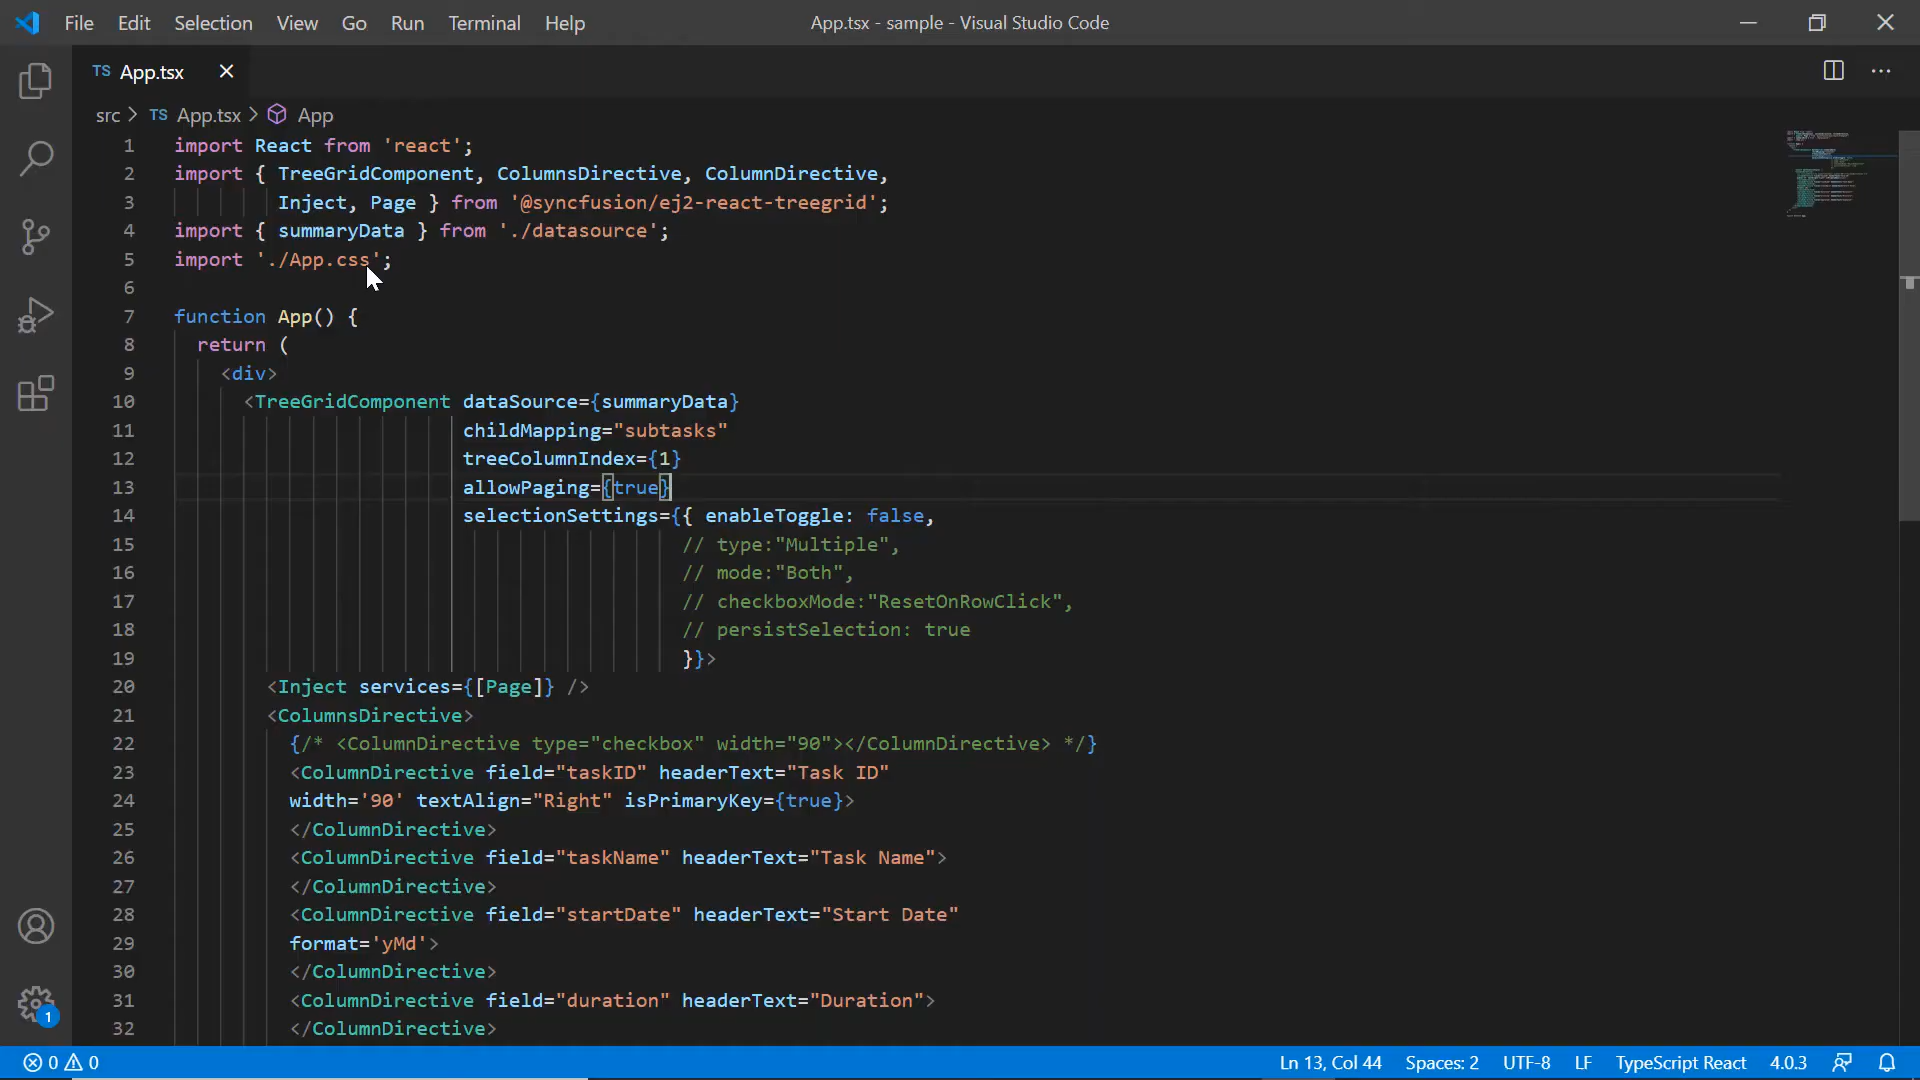 File Edit Selection View Go Run Terminal Help App.tsx - sample - Visual Studio Code
TS App.tsx
src > TS App.tsx > App
1 import React from 'react';
2 import { TreeGridComponent, ColumnsDirective, ColumnDirective,
3 Inject, Page } from '@syncfusion/ej2-react-treegrid';
4 import { summaryData } from './datasource';
5 import './App.css';
6
7 function App() {
8 return (
9 <div>
10 <TreeGridComponent dataSource={summaryData}
11 childMapping="subtasks"
12 treeColumnIndex={1}
13 allowPaging={true}
14 selectionSettings={{ enableToggle: false,
15 // type:"Multiple",
16 // mode:"Both",
17 // checkboxMode:"ResetOnRowClick",
18 // persistSelection: true
19 }}>
20 <Inject services={[Page]} />
21 <ColumnsDirective>
22 {/* <ColumnDirective type="checkbox" width="90"></ColumnDirective> */}
23 <ColumnDirective field="taskID" headerText="Task ID"
24 width='90' textAlign="Right" isPrimaryKey={true}>
25 </ColumnDirective>
26 <ColumnDirective field="taskName" headerText="Task Name">
27 </ColumnDirective>
28 <ColumnDirective field="startDate" headerText="Start Date"
29 format='yMd'>
30 </ColumnDirective>
31 <ColumnDirective field="duration" headerText="Duration">
32 </ColumnDirective>
1
0 0 Ln 13, Col 44 Spaces: 2 UTF-8 LF TypeScript React 4.0.3